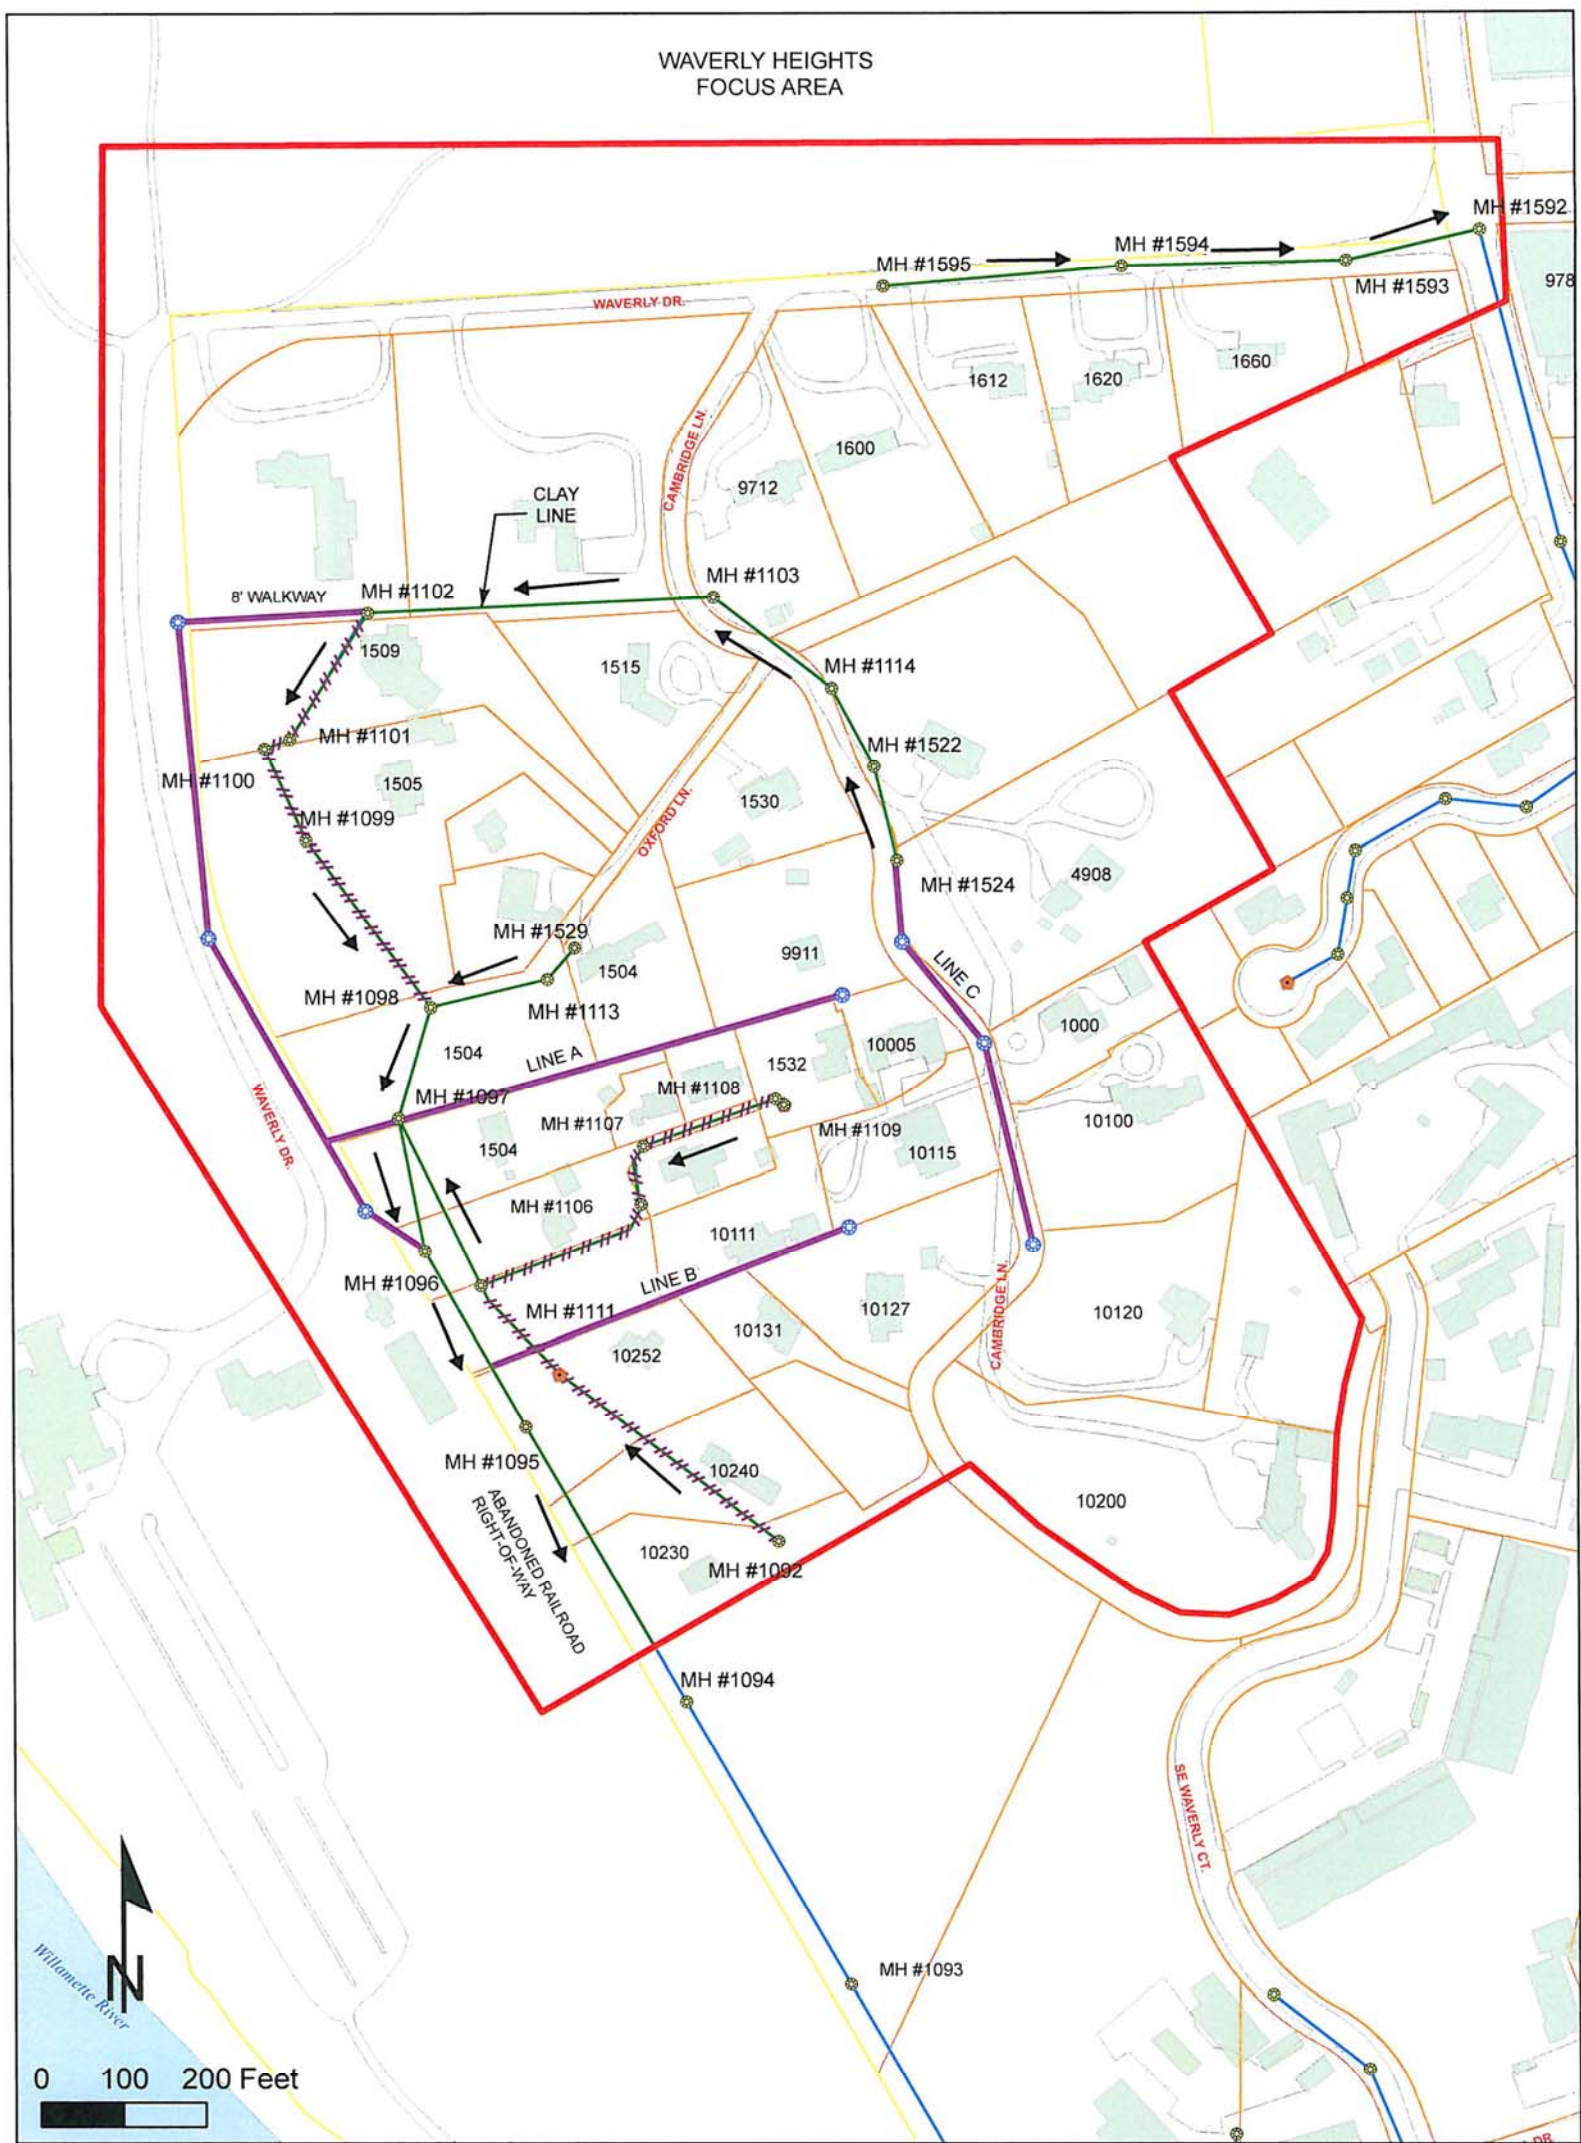 WAVERLY HEIGHTS
FOCUS AREA
MH #1592
MH #1594
MH #1595
MH #1593
978
WAVERLY DR.
1612
1620
1660
CAMBRIDGE LN.
1600
9712
CLAY
LINE
MH #1103
8' WALKWAY
MH #1102
1509
1515
MH #1114
MH #1101
MH #1522
MH #1100
1505
1530
MH #1099
OXFORD LN.
4908
MH #1524
MH #1529
9911
1504
LINE C
MH #1098
MH #1113
1000
1504
LINE A
10005
1532
MH #1108
MH #1097
WAVERLY DR.
MH #1107
1504
MH #1109
10100
10115
MH #1106
10111
MH #1096
LINE B
MH #1111
CAMBRIDGE LN.
10127
10120
10131
10252
MH #1095
10240
ABANDONED RAILROAD
RIGHT-OF-WAY
10200
10230
MH #1092
MH #1094
SE WAVERLY CT.
MH #1093
N
Willamette River
0 100 200 Feet
DR